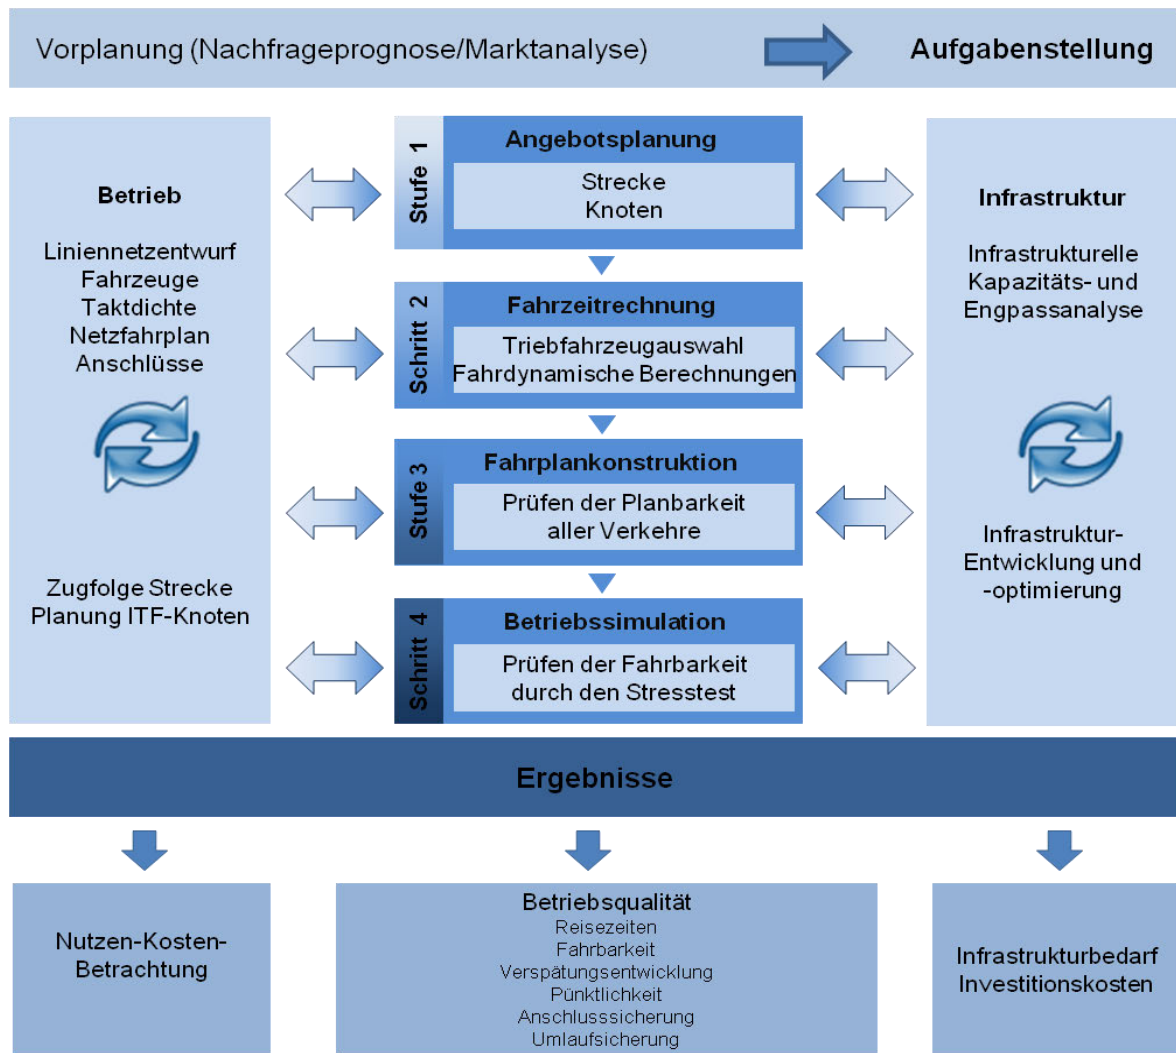 Vorplanung (Nachfrageprognose/Marktanalyse)
Aufgabenstellung
Betrieb
Liniennetzentwurf
Fahrzeuge
Taktdichte
Netzfahrplan
Anschlüsse
Zugfolge Strecke
Planung ITF-Knoten
Stufe 1
Angebotsplanung
Strecke
Knoten
Schritt 2
Fahrzeitrechnung
Triebfahrzeugauswahl
Fahrdynamische Berechnungen
Stufe 3
Fahrplankonstruktion
Prüfen der Planbarkeit
aller Verkehre
Schritt 4
Betriebssimulation
Prüfen der Fahrbarkeit
durch den Stresstest
Infrastruktur
Infrastrukturelle
Kapazitäts- und
Engpassanalyse
Infrastruktur-
Entwicklung und
-optimierung
Ergebnisse
Nutzen-Kosten-
Betrachtung
Betriebsqualität
Reisezeiten
Fahrbarkeit
Verspätungsentwicklung
Pünktlichkeit
Anschlusssicherung
Umlaufsicherung
Infrastrukturbedarf
Investitionskosten